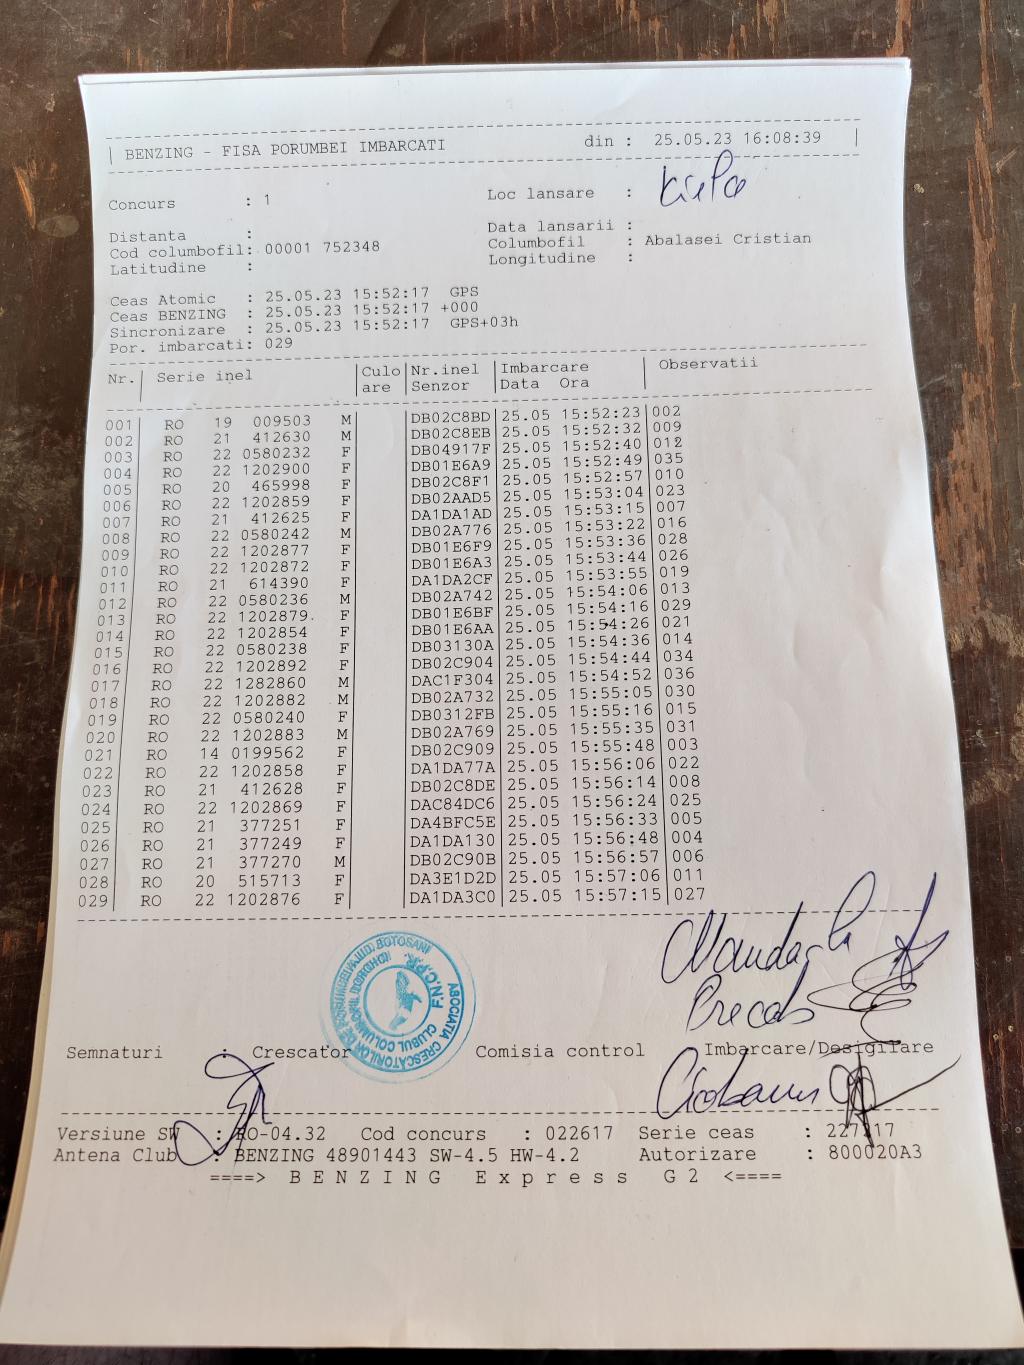 BENZING - FISA PORUMBEI IMBARCATI din : 25.05.23 16:08:39
Concurs : 1 Loc lansare :
Distanta : Data lansarii :
Cod columbofil: 00001 752348 Columbofil : Abalasei Cristian
Latitudine : Longitudine :
Ceas Atomic : 25.05.23 15:52:17 GPS
Ceas BENZING : 25.05.23 15:52:17 +000
Sincronizare : 25.05.23 15:52:17 GPS+03h
Por. imbarcati: 029
Nr. Serie inel Culo Nr.inel Imbarcare Observatii
are Senzor Data Ora
001 RO 19 009503 M DB02C8BD 25.05 15:52:23 002
002 RO 21 412630 M DB02C8EB 25.05 15:52:32 009
003 RO 22 0580232 F DB04917F 25.05 15:52:40 012
004 RO 22 1202900 F DB01E6A9 25.05 15:52:49 035
005 RO 20 465998 F DB02C8F1 25.05 15:52:57 010
006 RO 22 1202859 F DB02AAD5 25.05 15:53:04 023
007 RO 21 412625 F DA1DA1AD 25.05 15:53:15 007
008 RO 22 0580242 M DB02A776 25.05 15:53:22 016
009 RO 22 1202877 F DB01E6F9 25.05 15:53:36 028
010 RO 22 1202872 F DB01E6A3 25.05 15:53:44 026
011 RO 21 614390 F DA1DA2CF 25.05 15:53:55 019
012 RO 22 0580236 M DB02A742 25.05 15:54:06 013
013 RO 22 1202879 F DB01E6BF 25.05 15:54:16 029
014 RO 22 1202854 F DB01E6AA 25.05 15:54:26 021
015 RO 22 0580238 F DB03130A 25.05 15:54:36 014
016 RO 22 1202892 F DB02C904 25.05 15:54:44 034
017 RO 22 1282860 M DAC1F304 25.05 15:54:52 036
018 RO 22 1202882 M DB02A732 25.05 15:55:05 030
019 RO 22 0580240 F DB0312FB 25.05 15:55:16 015
020 RO 22 1202883 M DB02A769 25.05 15:55:35 031
021 RO 14 0199562 F DB02C909 25.05 15:55:48 003
022 RO 22 1202858 F DA1DA77A 25.05 15:56:06 022
023 RO 21 412628 F DB02C8DE 25.05 15:56:14 008
024 RO 22 1202869 F DAC84DC6 25.05 15:56:24 025
025 RO 21 377251 F DA4BFC5E 25.05 15:56:33 005
026 RO 21 377249 F DA1DA130 25.05 15:56:48 004
027 RO 21 377270 M DB02C90B 25.05 15:56:57 006
028 RO 20 515713 F DA3E1D2D 25.05 15:57:06 011
029 RO 22 1202876 F DA1DA3C0 25.05 15:57:15 027
ASOCIATIA CRESCATORILOR DE PORUMBEI
CLUBUL COLUMBOFIL DOROHOI
F.N.C.P.R.
Semnaturi : Crescator Comisia control Imbarcare/Desigilare
Ciobanu
Versiune SW : RO-04.32 Cod concurs : 022617 Serie ceas : 227217
Antena Club : BENZING 48901443 SW-4.5 HW-4.2 Autorizare : 800020A3
====> BENZING Express G2 <====